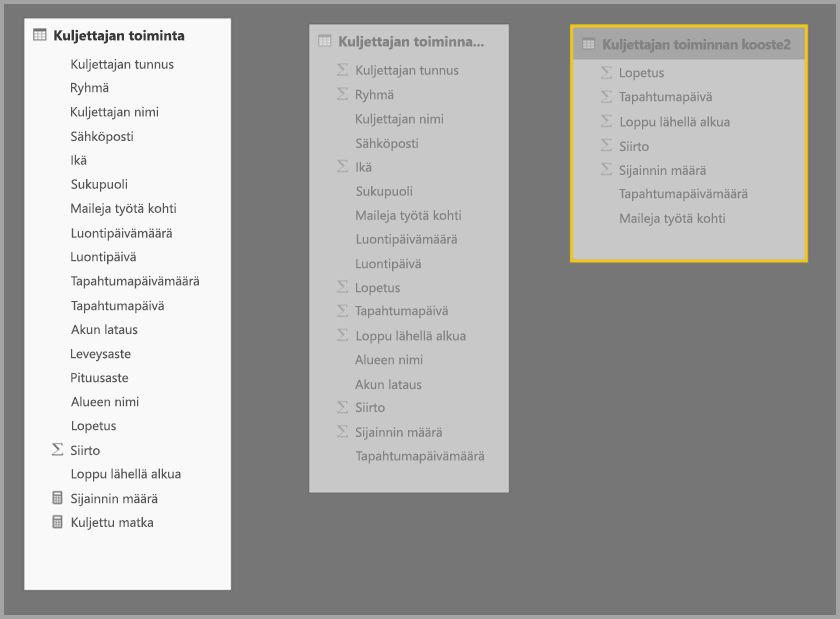 Kuljettajan toiminta
Kuljettajan tunnus
Ryhmä
Kuljettajan nimi
Sähköposti
Ikä
Sukupuoli
Maileja työtä kohti
Luontipäivämäärä
Luontipäivä
Tapahtumapäivämäärä
Tapahtumapäivä
Akun lataus
Leveysaste
Pituusaste
Alueen nimi
Lopetus
Siirto
Loppu lähellä alkua
Sijainnin määrä
Kuljettu matka
Kuljettajan toiminna...
Kuljettajan tunnus
Ryhmä
Kuljettajan nimi
Sähköposti
Ikä
Sukupuoli
Maileja työtä kohti
Luontipäivämäärä
Luontipäivä
Lopetus
Tapahtumapäivä
Loppu lähellä alkua
Alueen nimi
Akun lataus
Siirto
Sijainnin määrä
Tapahtumapäivämäärä
Kuljettajan toiminnan kooste2
Lopetus
Tapahtumapäivä
Loppu lähellä alkua
Siirto
Sijainnin määrä
Tapahtumapäivämäärä
Maileja työtä kohti